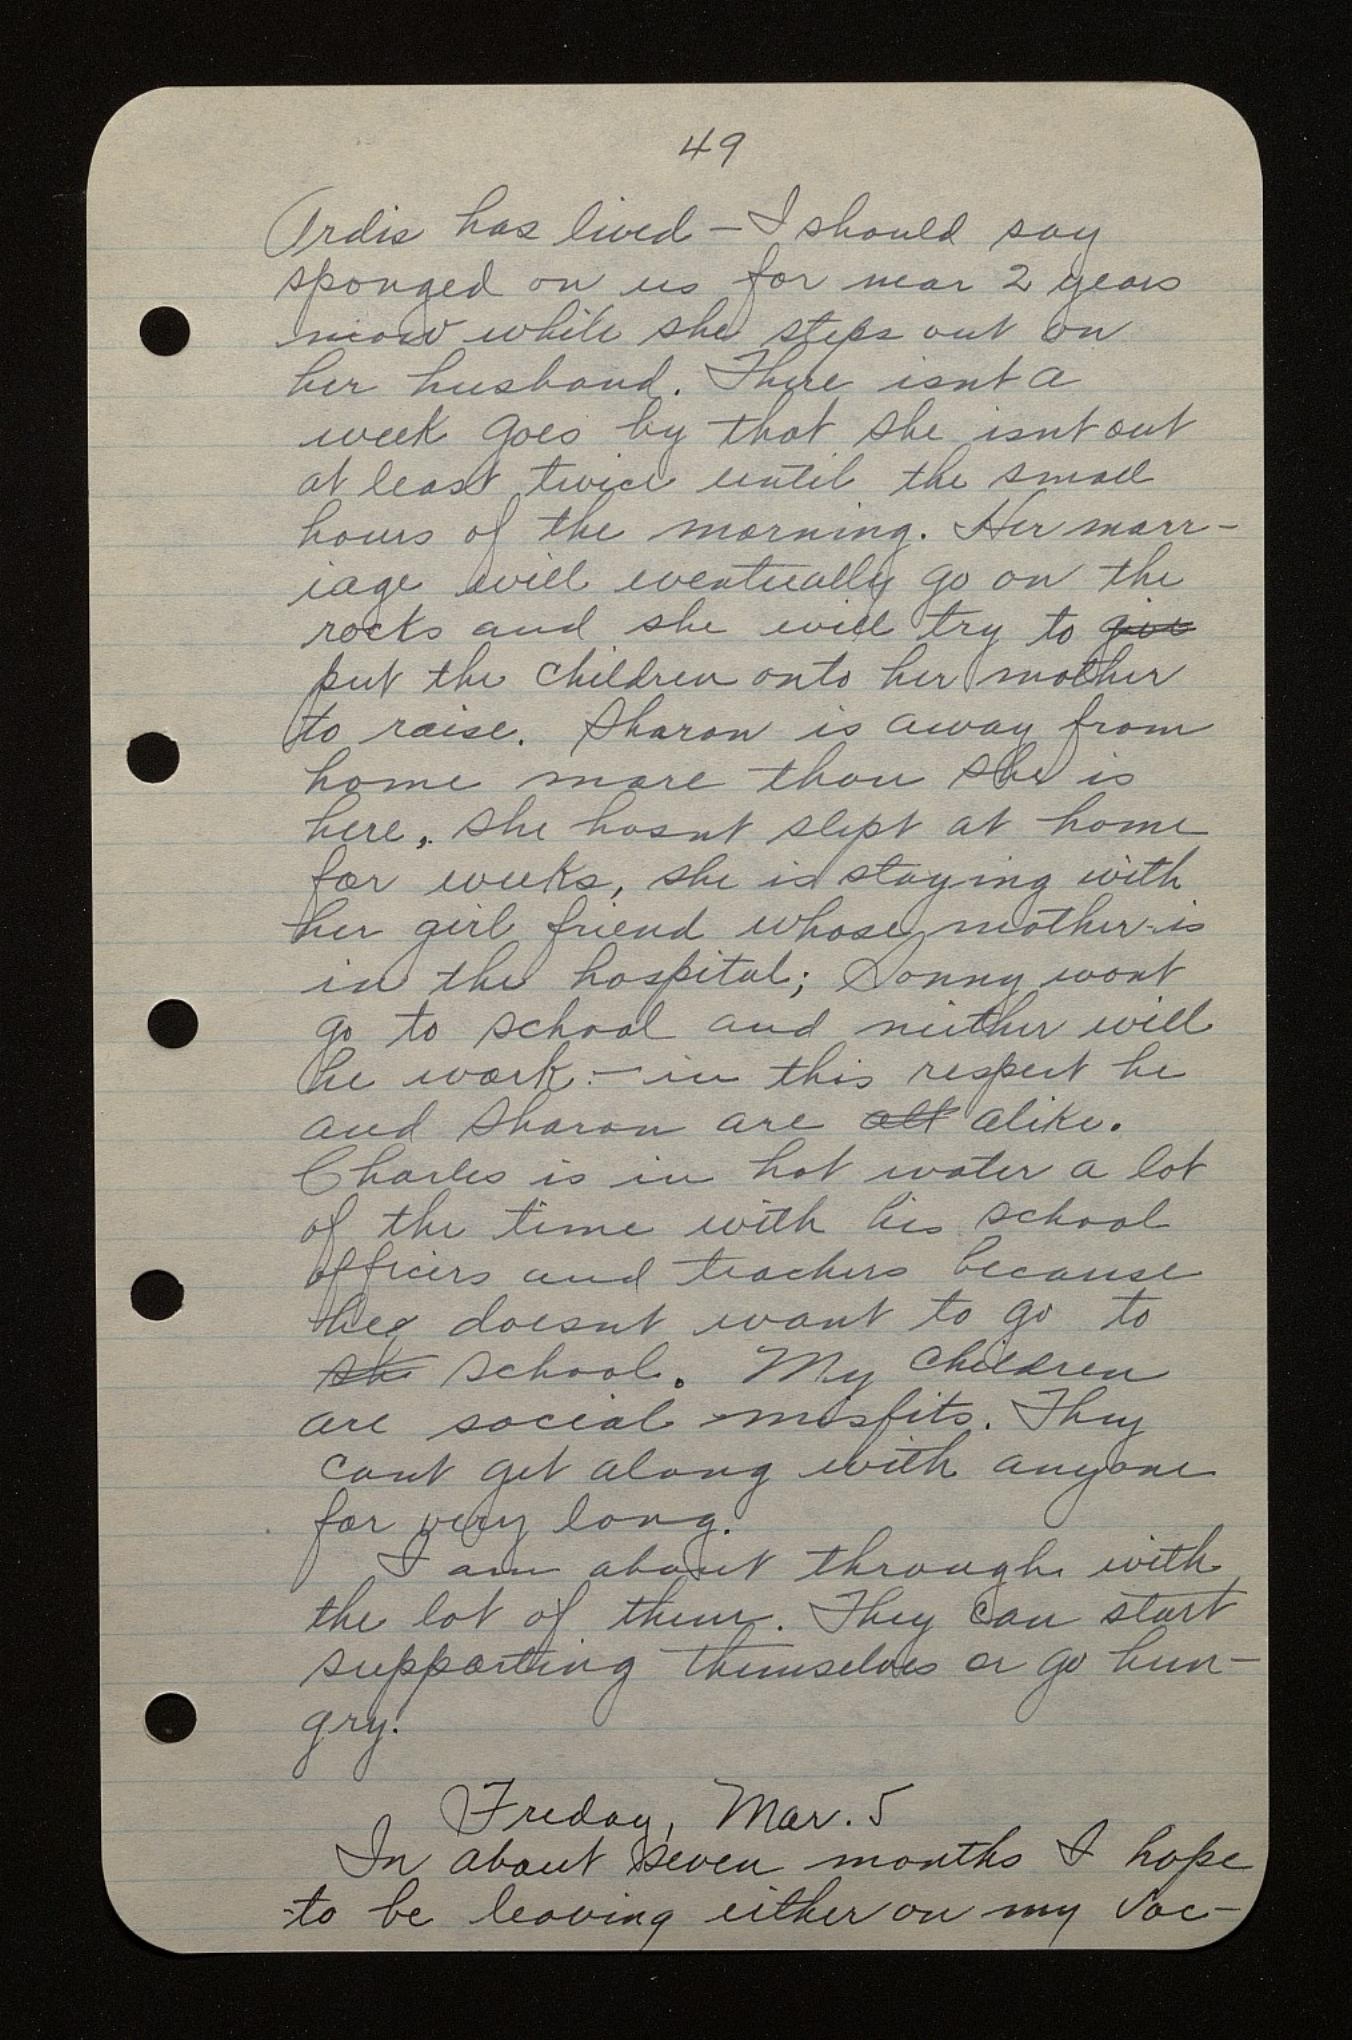 49
Ardis has lived - I should say
sponged on us for near 2 years
now while she steps out on
her husband. There isnt a
week goes by that she isnt out
at least twice until the small
hours of the morning. Her marr-
iage will eventually go on the
rocks and she will try to give
put the children onto her mother
to raise. Sharon is away from
home more than she is
here, she hasnt slept at home
for weeks, she is staying with
her girl friend whose mother is
in the hospital; Sonny wont
go to school and neither will
he work - in this respect he
and Sharon are all alike.
Charles is in hot water a lot
of the time with his school
officers and teachers because
he doesnt want to go to
sh school. My children
are social misfits. They
cant get along with anyone
for very long.
I am about through with
the lot of them. They can start
supporting themselves or go hun-
gry.
Friday, Mar. 5
In about seven months I hope
to be leaving either on my vac-